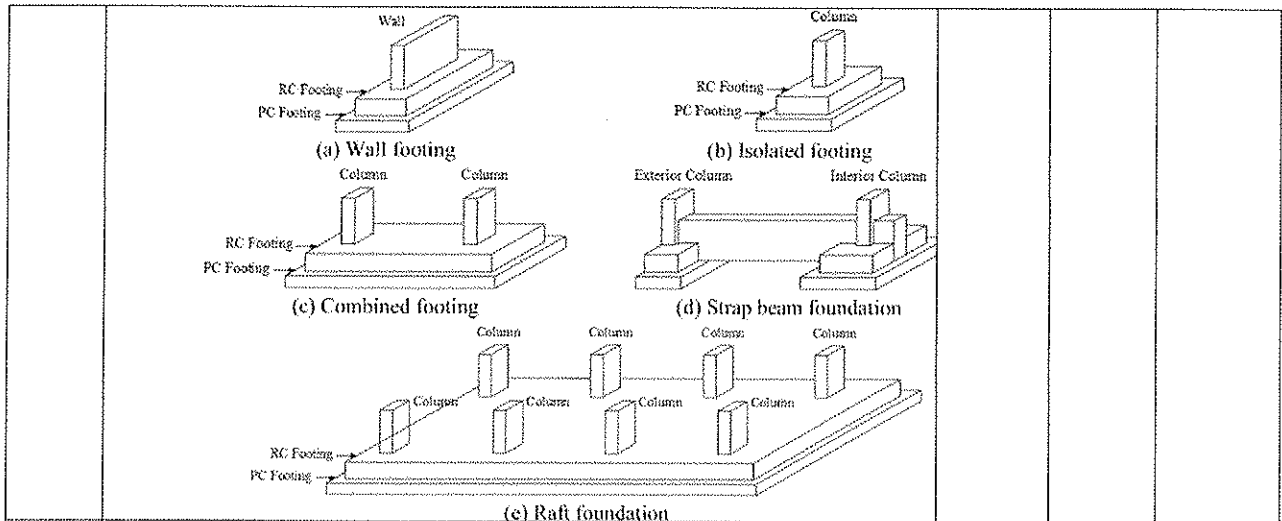 Wall
RC Footing
PC Footing
(a) Wall footing
Column
RC Footing
PC Footing
(b) Isolated footing
Column Column
RC Footing
PC Footing
(c) Combined footing
Exterior Column Interior Column
(d) Strap beam foundation
Column Column Column Column
Column Column Column Column
RC Footing
PC Footing
(e) Raft foundation